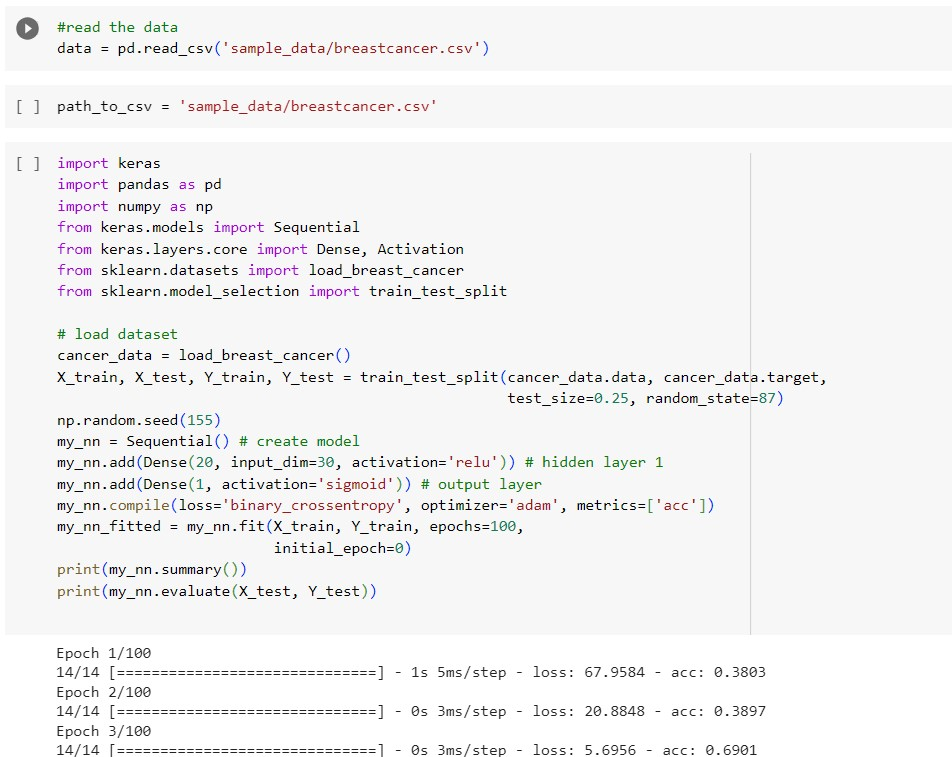 #read the data
data = pd.read_csv('sample_data/breastcancer.csv')
[ ] path_to_csv = 'sample_data/breastcancer.csv'
[ ] import keras
import pandas as pd
import numpy as np
from keras.models import Sequential
from keras.layers.core import Dense, Activation
from sklearn.datasets import load_breast_cancer
from sklearn.model_selection import train_test_split
# load dataset
cancer_data = load_breast_cancer()
X_train, X_test, Y_train, Y_test = train_test_split(cancer_data.data, cancer_data.target,
test_size=0.25, random_state=87)
np.random.seed(155)
my_nn = Sequential() # create model
my_nn.add(Dense(20, input_dim=30, activation='relu')) # hidden layer 1
my_nn.add(Dense(1, activation='sigmoid')) # output layer
my_nn.compile(loss='binary_crossentropy', optimizer='adam', metrics=['acc'])
my_nn_fitted = my_nn.fit(X_train, Y_train, epochs=100,
initial_epoch=0)
print(my_nn.summary())
print(my_nn.evaluate(X_test, Y_test))
Epoch 1/100
14/14 [==============================] - 1s 5ms/step - loss: 67.9584 - acc: 0.3803
Epoch 2/100
14/14 [==============================] - 0s 3ms/step - loss: 20.8848 - acc: 0.3897
Epoch 3/100
14/14 [==============================] - 0s 3ms/step - loss: 5.6956 - acc: 0.6901